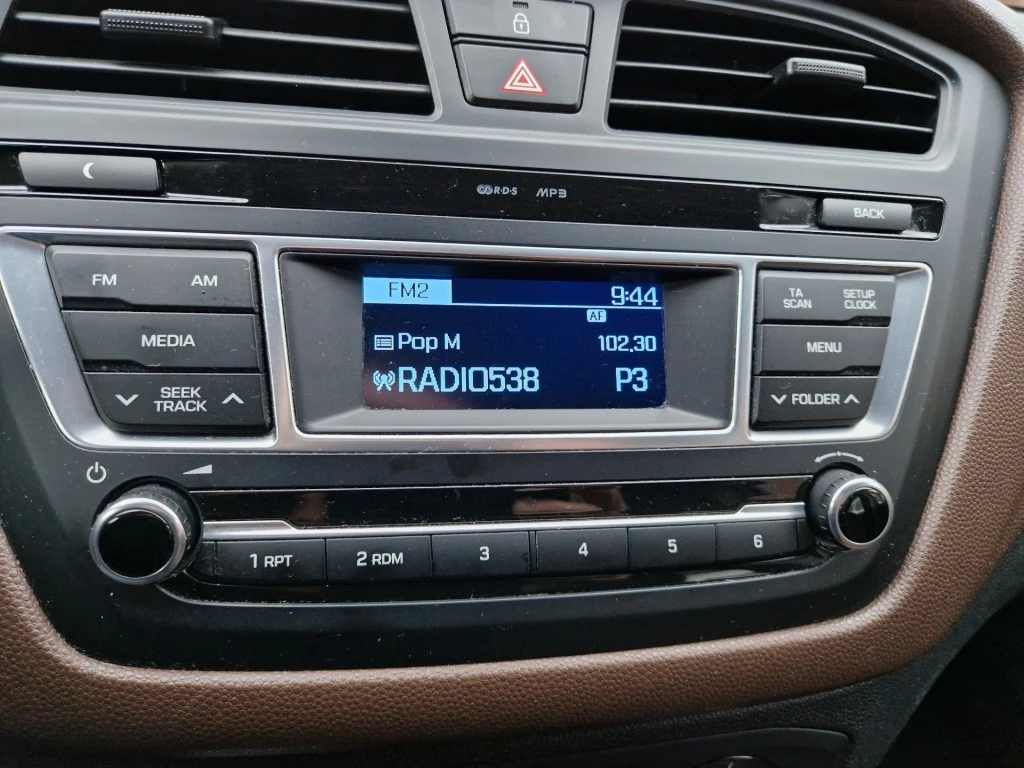 R·D·S MP3
BACK
FM AM
MEDIA
SEEK
TRACK
FM2 9:44
AF
Pop M 102.30
RADIO538 P3
TA
SCAN
SETUP
CLOCK
MENU
FOLDER
1 RPT 2 RDM 3 4 5 6